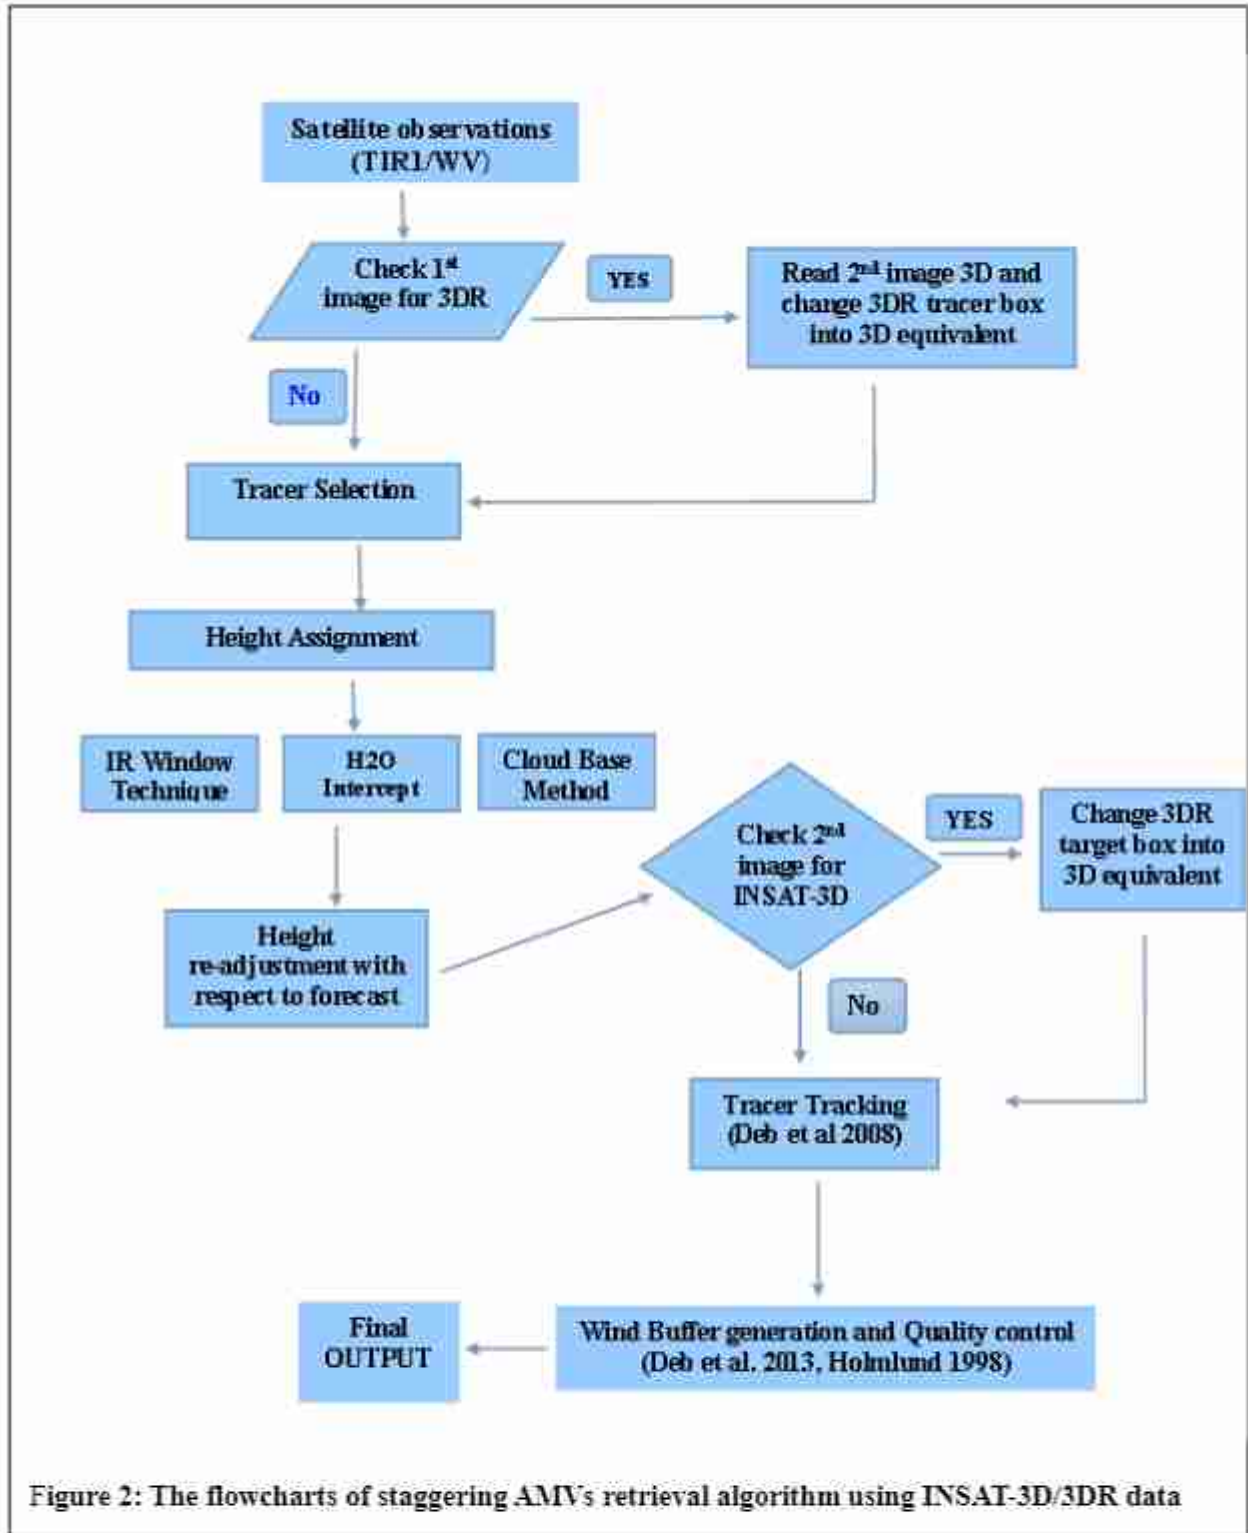 Satellite observations
(TIR1/WV)
Check 1st
image for 3DR
YES
Read 2nd image 3D and
change 3DR tracer box
into 3D equivalent
No
Tracer Selection
Height Assignment
IR Window
Technique
H2O
Intercept
Cloud Base
Method
Check 2nd
image for
INSAT-3D
YES
Change 3DR
target box into
3D equivalent
Height
re-adjustment with
respect to forecast
No
Tracer Tracking
(Deb et al 2008)
Wind Buffer generation and Quality control
(Deb et al. 2013, Holmlund 1998)
Final
OUTPUT
Figure 2: The flowcharts of staggering AMVs retrieval algorithm using INSAT-3D/3DR data